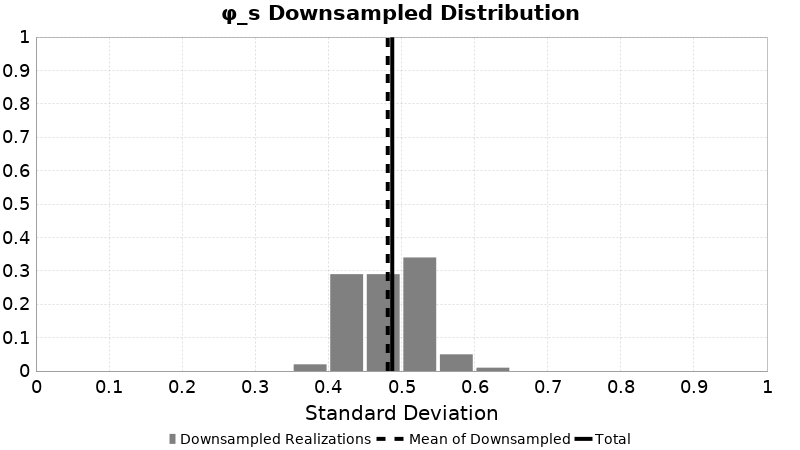 φ_s Downsampled Distribution
1
0.9
0.8
0.7
0.6
0.5
0.4
0.3
0.2
0.1
0
0 0.1 0.2 0.3 0.4 0.5 0.6 0.7 0.8 0.9 1
Standard Deviation
Downsampled Realizations Mean of Downsampled Total